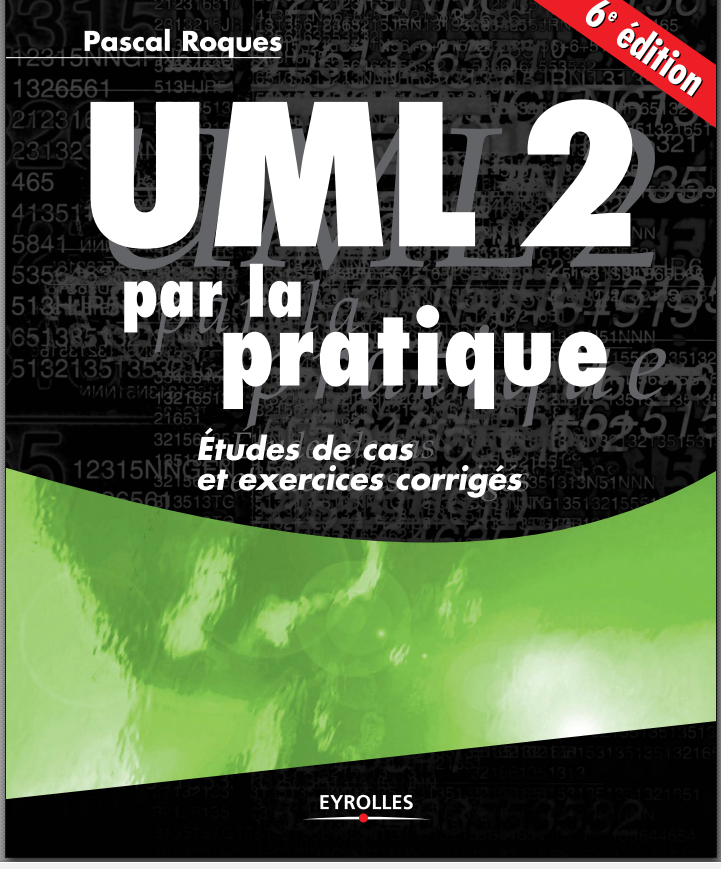 Pascal Roques
6e édition
UML 2
par la
pratique
Études de cas
et exercices corrigés
EYROLLES